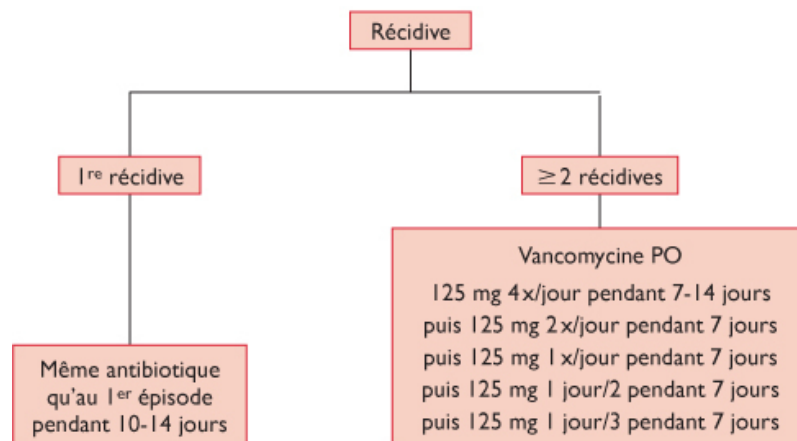 Récidive
1re récidive
≥2 récidives
Vancomycine PO
125 mg 4x/jour pendant 7-14 jours
puis 125 mg 2x/jour pendant 7 jours
puis 125 mg 1x/jour pendant 7 jours
puis 125 mg 1 jour/2 pendant 7 jours
puis 125 mg 1 jour/3 pendant 7 jours
Même antibiotique
qu'au 1er épisode
pendant 10-14 jours